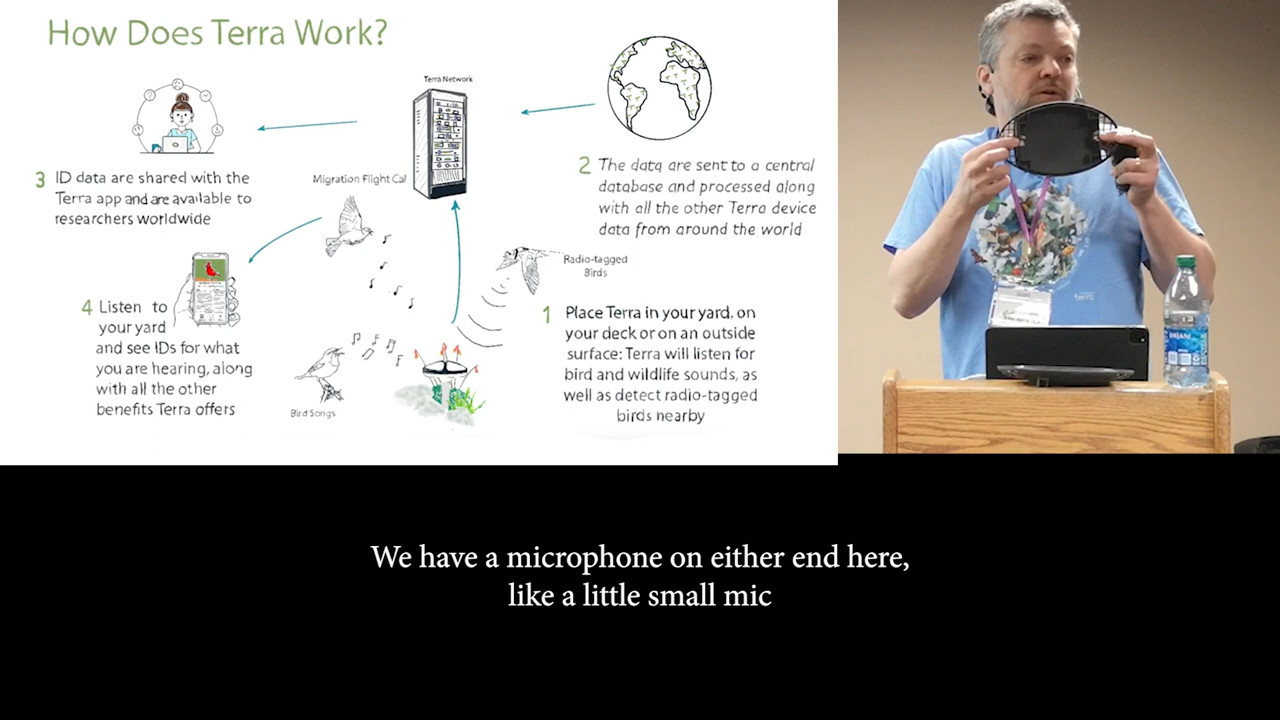 How Does Terra Work?
Terra Network
3 ID data are shared with the
Terra app and are available to
researchers worldwide
Migration Flight Cal
2 The data are sent to a central
database and processed along
with all the other Terra device
data from around the world
Radio-tagged
Birds
4 Listen to
your yard
and see IDs for what
you are hearing, along
with all the other
benefits Terra offers
Bird Songs
1 Place Terra in your yard, on
your deck or on an outside
surface: Terra will listen for
bird and wildlife sounds, as
well as detect radio-tagged
birds nearby
terra
DASANI
We have a microphone on either end here,
like a little small mic